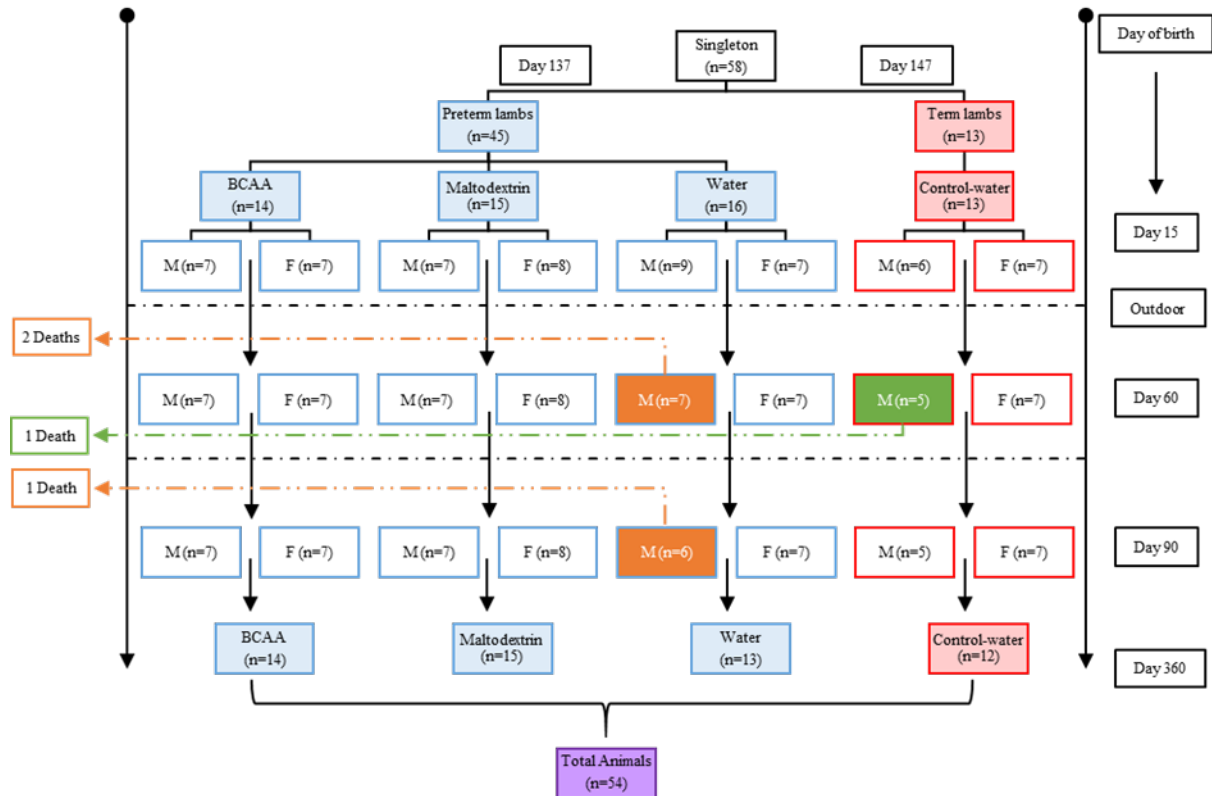 Day of birth
Singleton
(n=58)
Day 137
Day 147
Preterm lambs
(n=45)
Term lambs
(n=13)
BCAA
(n=14)
Maltodextrin
(n=15)
Water
(n=16)
Control-water
(n=13)
Day 15
M (n=7)
F (n=7)
M (n=7)
F (n=8)
M (n=9)
F (n=7)
M (n=6)
F (n=7)
Outdoor
2 Deaths
M (n=7)
F (n=7)
M (n=7)
F (n=8)
M (n=7)
F (n=7)
M (n=5)
F (n=7)
Day 60
1 Death
1 Death
M (n=7)
F (n=7)
M (n=7)
F (n=8)
M (n=6)
F (n=7)
M (n=5)
F (n=7)
Day 90
BCAA
(n=14)
Maltodextrin
(n=15)
Water
(n=13)
Control-water
(n=12)
Day 360
Total Animals
(n=54)